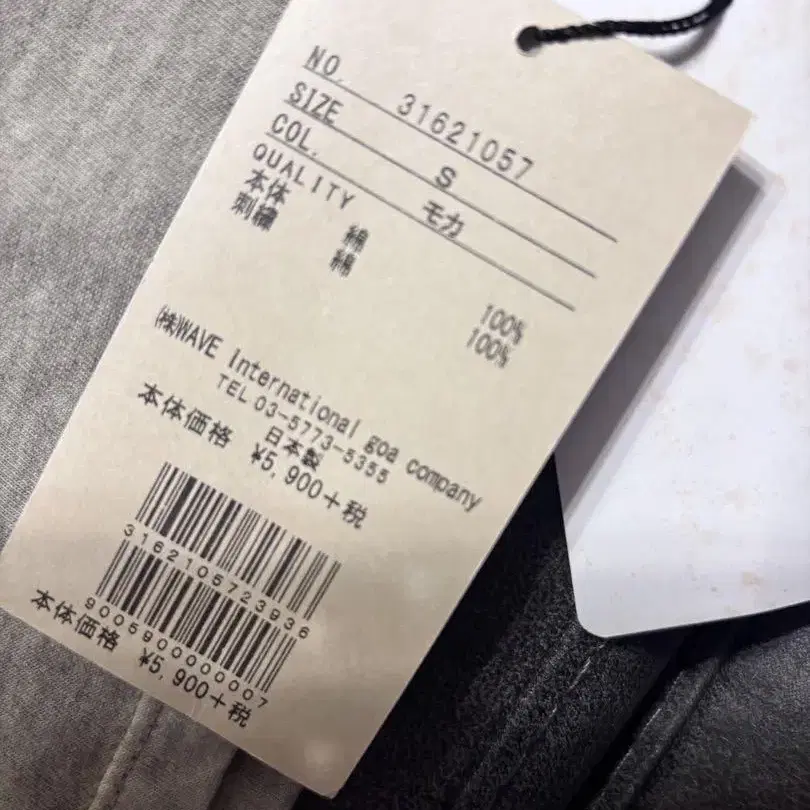 NO. 31621057
SIZE S
COL. モカ
QUALITY
本体 綿 100%
刺繍 綿 100%
㈱WAVE International goa company
TEL 03-5773-5355
日本製
本体価格 ¥5,900+税
3162105723936
9005900000007
本体価格 ¥5,900+税